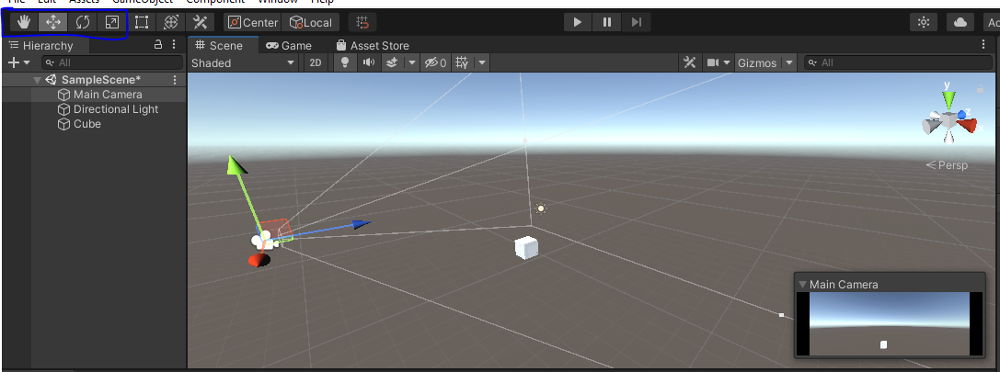 File Edit Assets GameObject Component Window Help
Center Local Ac
Hierarchy Scene Game Asset Store
All Shaded 2D 0 Gizmos All
SampleScene*
Main Camera
Directional Light
Cube
y
z
x
Persp
Main Camera